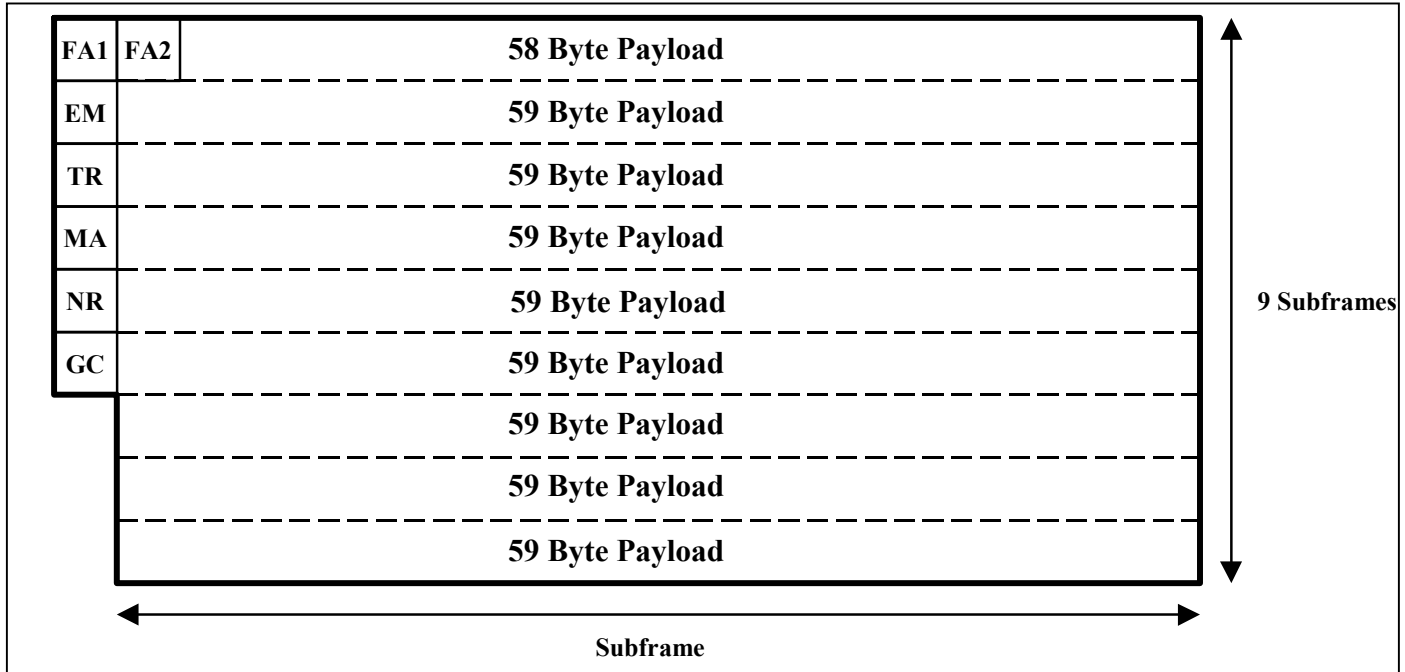 FA1 FA2 58 Byte Payload
EM 59 Byte Payload
TR 59 Byte Payload
MA 59 Byte Payload
NR 59 Byte Payload
9 Subframes
GC 59 Byte Payload
59 Byte Payload
59 Byte Payload
59 Byte Payload
Subframe